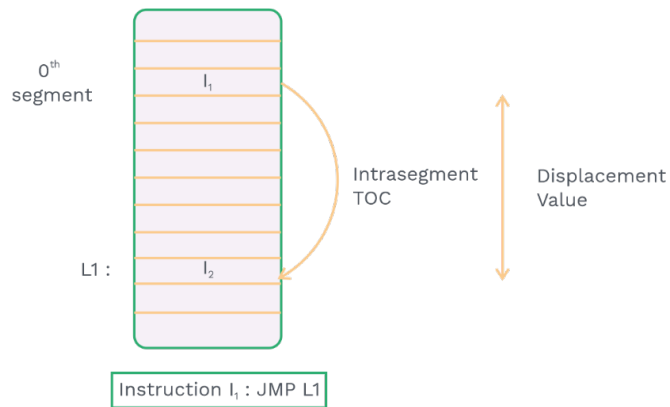 0th
segment
I₁
Intrasegment
TOC
Displacement
Value
L1 :
I₂
Instruction I₁ : JMP L1